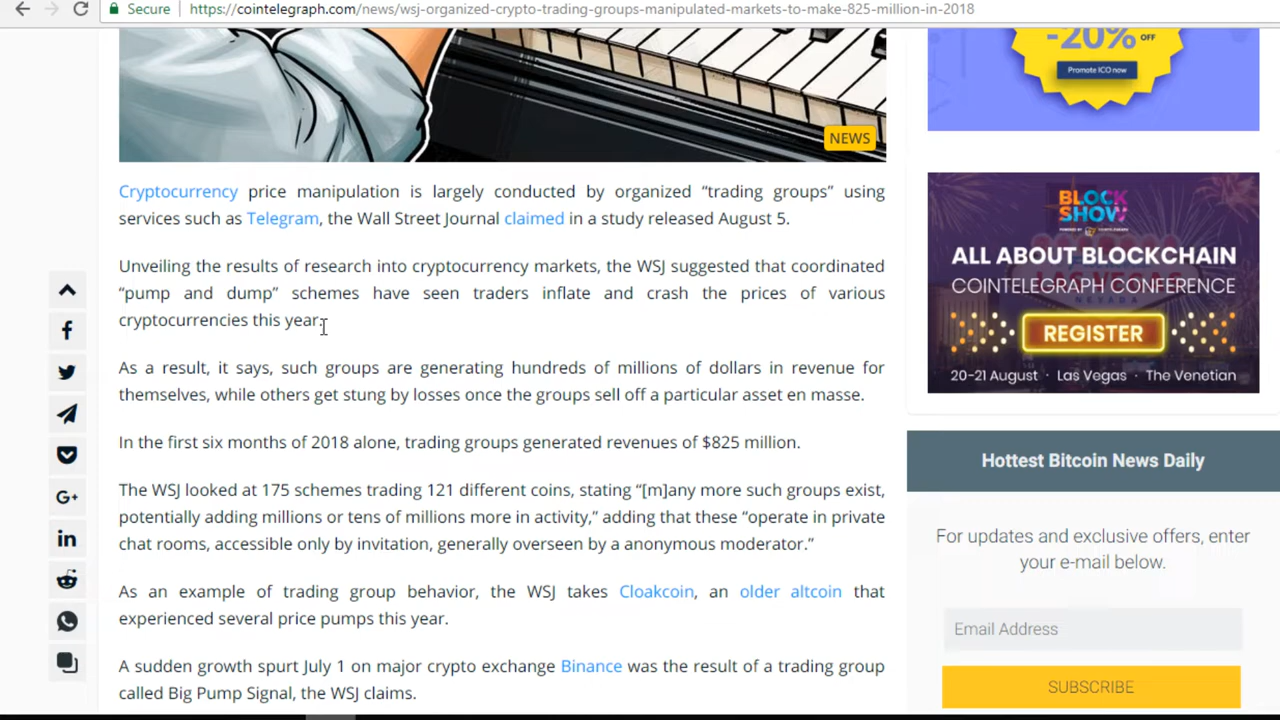 Secure
https://cointelegraph.com/news/wsj-organized-crypto-trading-groups-manipulated-markets-to-make-825-million-in-2018
NEWS
Cryptocurrency price manipulation is largely conducted by organized “trading groups” using
services such as Telegram, the Wall Street Journal claimed in a study released August 5.
Unveiling the results of research into cryptocurrency markets, the WSJ suggested that coordinated
“pump and dump” schemes have seen traders inflate and crash the prices of various
cryptocurrencies this year.
As a result, it says, such groups are generating hundreds of millions of dollars in revenue for
themselves, while others get stung by losses once the groups sell off a particular asset en masse.
In the first six months of 2018 alone, trading groups generated revenues of $825 million.
The WSJ looked at 175 schemes trading 121 different coins, stating “[m]any more such groups exist,
potentially adding millions or tens of millions more in activity,” adding that these “operate in private
chat rooms, accessible only by invitation, generally overseen by a anonymous moderator.”
As an example of trading group behavior, the WSJ takes Cloakcoin, an older altcoin that
experienced several price pumps this year.
A sudden growth spurt July 1 on major crypto exchange Binance was the result of a trading group
called Big Pump Signal, the WSJ claims.
-20% OFF
Promote ICO now
BLOCK
SHOW
ALL ABOUT BLOCKCHAIN
COINTELEGRAPH CONFERENCE
NEVADA
REGISTER
20-21 August · Las Vegas · The Venetian
Hottest Bitcoin News Daily
For updates and exclusive offers, enter
your e-mail below.
Email Address
SUBSCRIBE